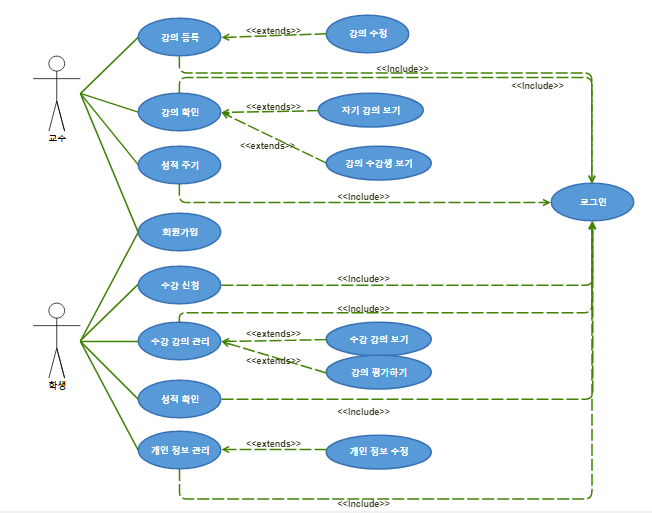 강의 등록
<<extends>>
강의 수정
<<Include>>
<<Include>>
교수
강의 확인
<<extends>>
자기 강의 보기
<<extends>>
강의 수강생 보기
성적 주기
<<Include>>
로그인
회원가입
수강 신청
<<Include>>
<<Include>>
학생
수강 강의 관리
<<extends>>
수강 강의 보기
<<extends>>
강의 평가하기
성적 확인
<<Include>>
개인 정보 관리
<<extends>>
개인 정보 수정
<<Include>>